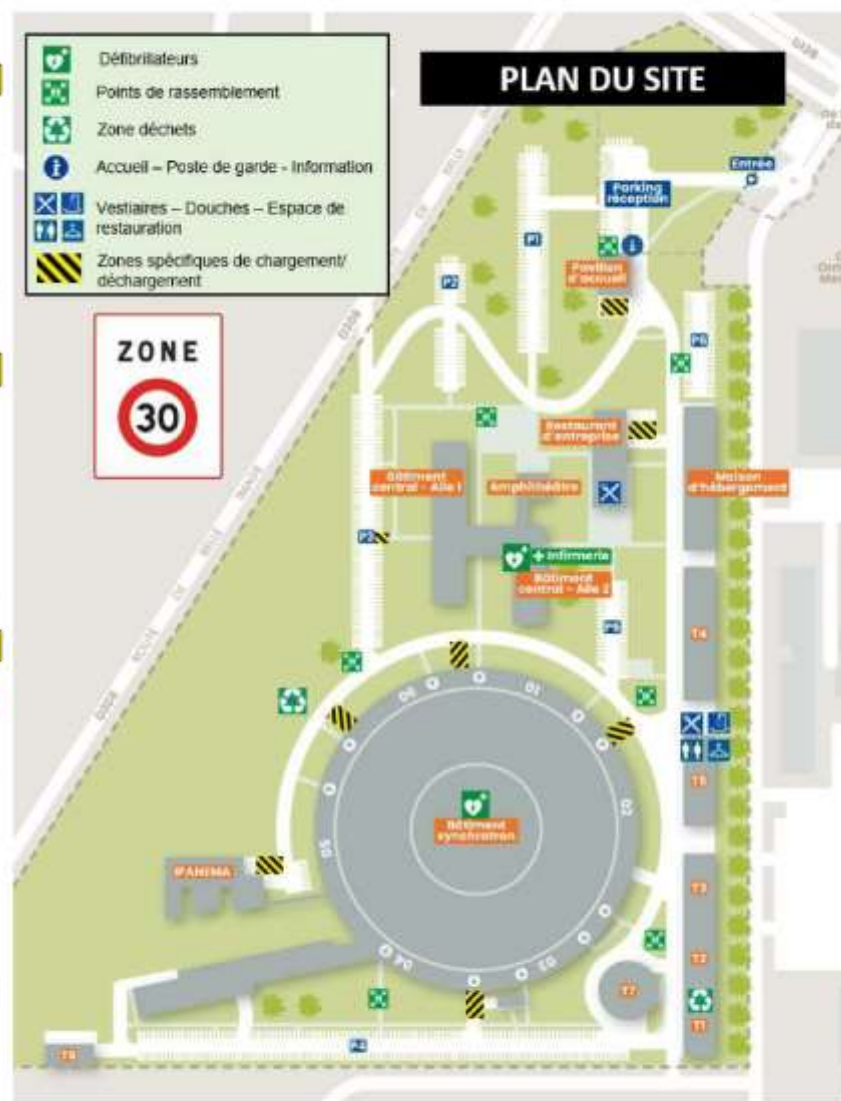 Défibrillateurs
Points de rassemblement
Zone déchets
Accueil – Poste de garde - Information
Vestiaires – Douches – Espace de
restauration
Zones spécifiques de chargement/
déchargement
PLAN DU SITE
ZONE
30
D128
Entrée
Parking
réception
P1
Pavillon
d'accueil
P2
P6
D306
Restaurant
d'entreprise
Bâtiment
central - Aile 1
Amphithéâtre
Maison
d'hébergement
+ Infirmerie
Bâtiment
central - Aile 2
P5
T4
T5
Bâtiment
synchrotron
IPANEMA
T3
T2
T1
T7
P4